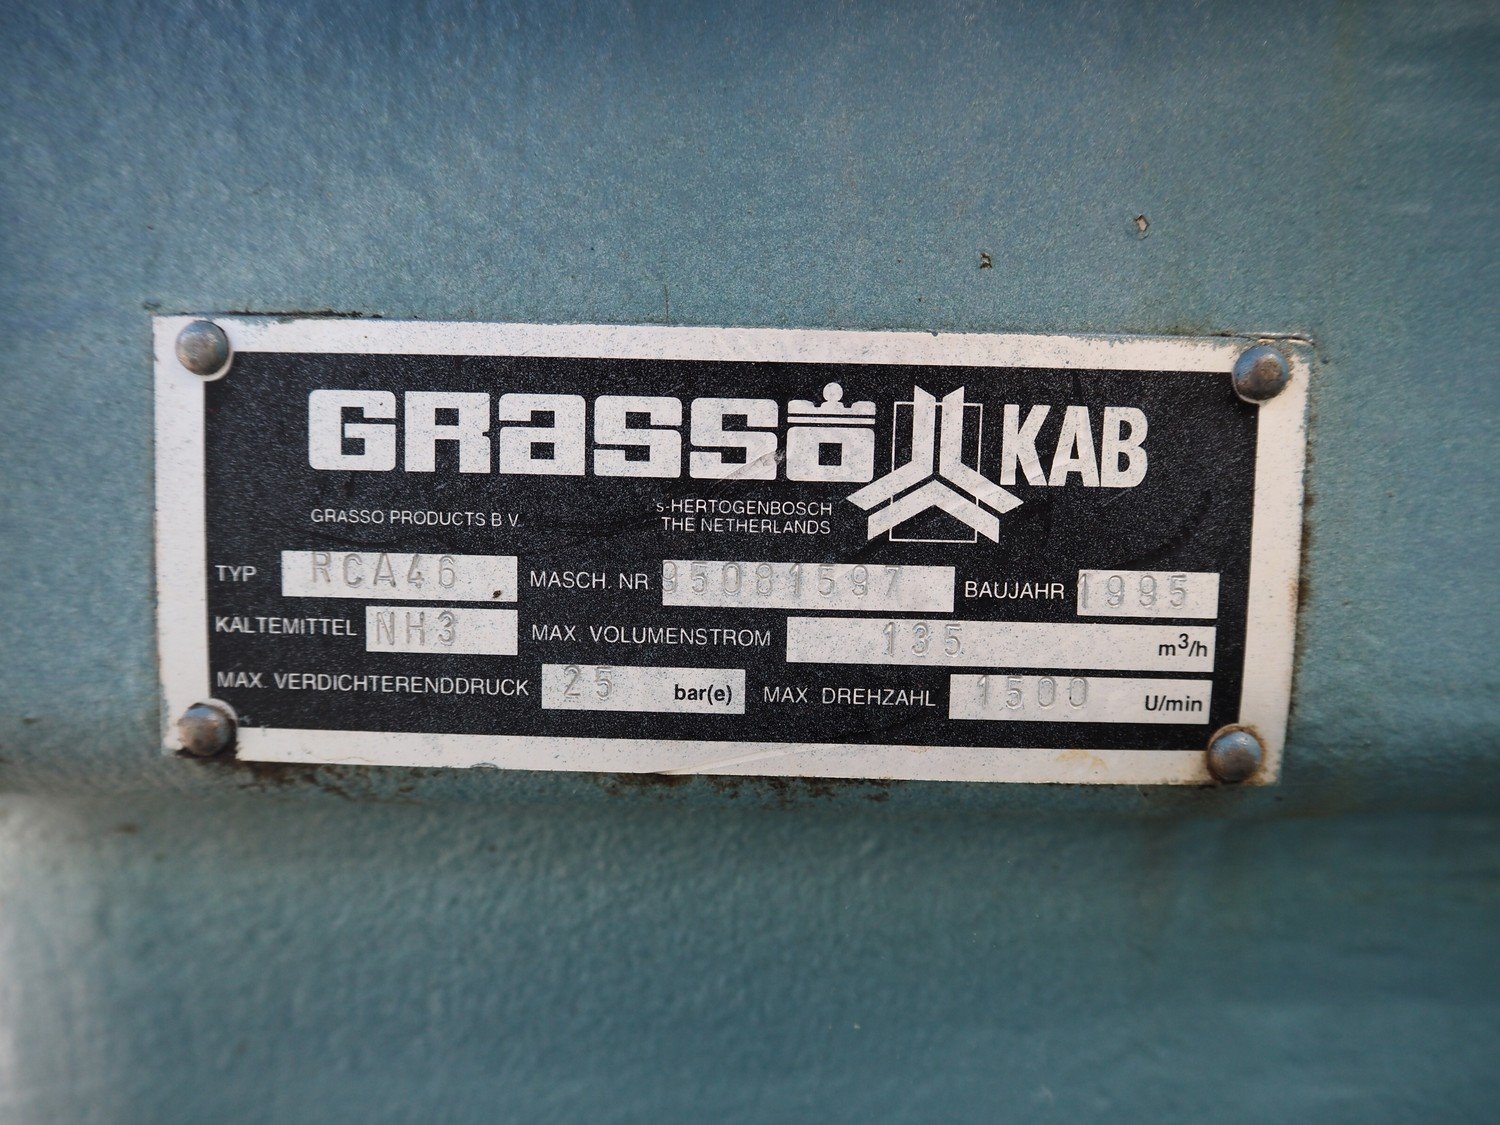 GRASSO KAB
GRASSO PRODUCTS B V
's-HERTOGENBOSCH
THE NETHERLANDS
TYP RCA46 MASCH. NR. 95081597 BAUJAHR 1995
KALTEMITTEL NH3 MAX. VOLUMENSTROM 135 m³/h
MAX. VERDICHTERENDDRUCK 25 bar(e) MAX. DREHZAHL 1500 U/min